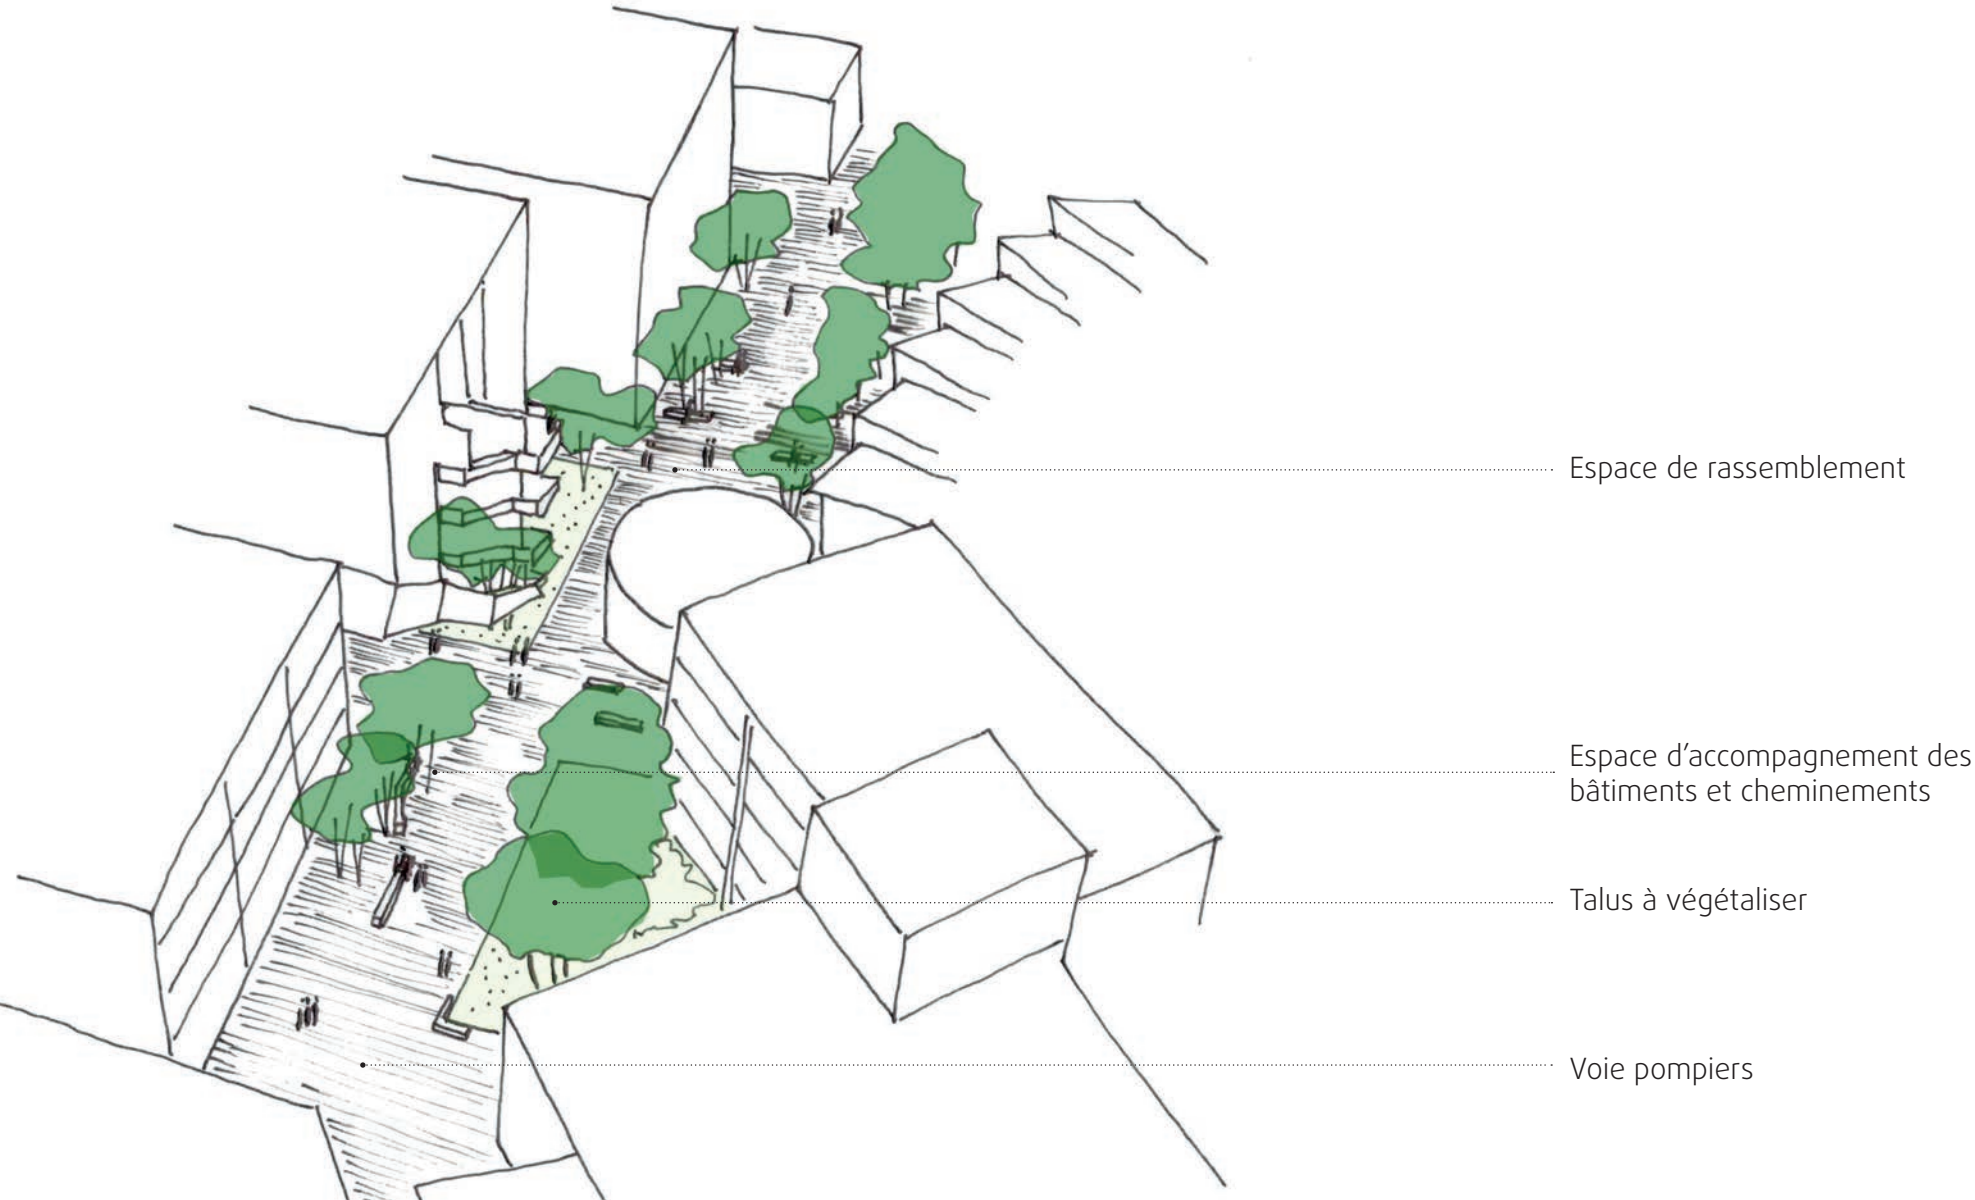 Espace de rassemblement
Espace d’accompagnement des
bâtiments et cheminements
Talus à végétaliser
Voie pompiers